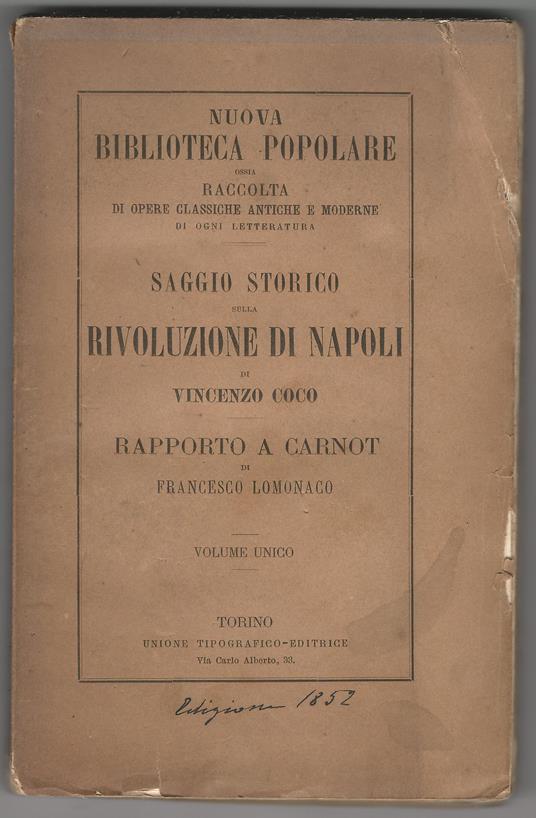 NUOVA
BIBLIOTECA POPOLARE
OSSIA
RACCOLTA
DI OPERE CLASSICHE ANTICHE E MODERNE
DI OGNI LETTERATURA
SAGGIO STORICO
SULLA
RIVOLUZIONE DI NAPOLI
DI
VINCENZO COCO
RAPPORTO A CARNOT
DI
FRANCESCO LOMONACO
VOLUME UNICO
TORINO
UNIONE TIPOGRAFICO-EDITRICE
Via Carlo Alberto, 33.
Edizione 1852